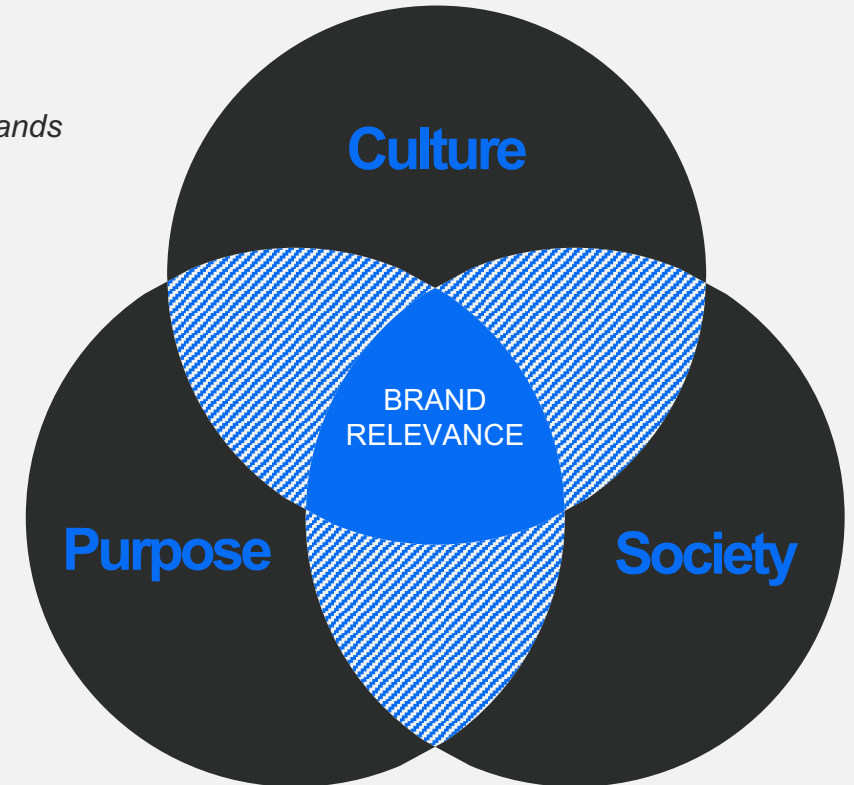 ands
Culture
BRAND
RELEVANCE
Purpose
Society